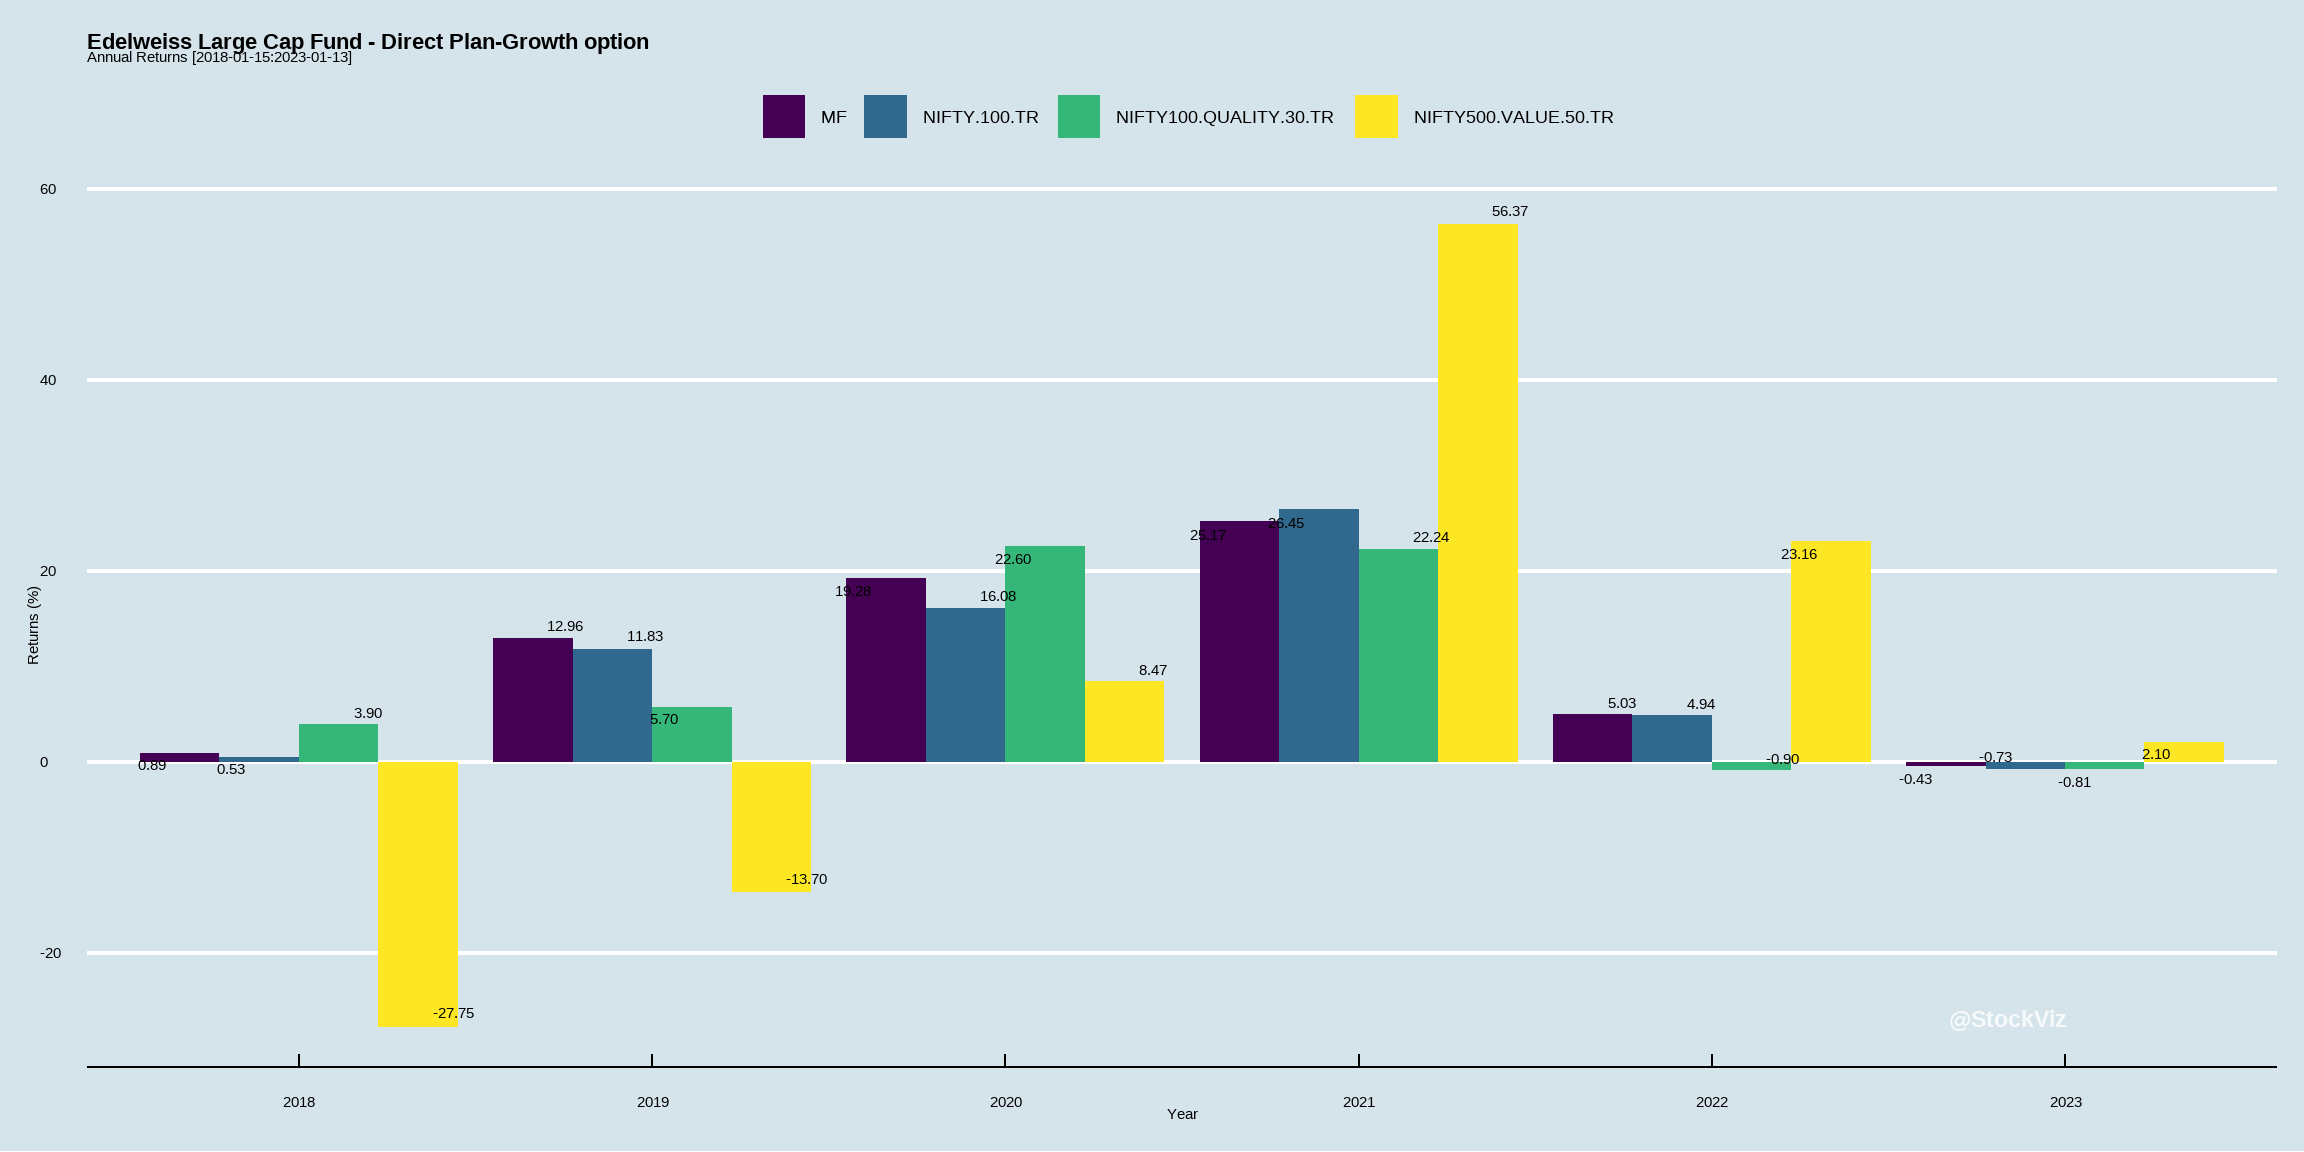 Edelweiss Large Cap Fund - Direct Plan-Growth option
Annual Returns [2018-01-15:2023-01-13]
MF NIFTY.100.TR NIFTY100.QUALITY.30.TR NIFTY500.VALUE.50.TR
60
40
20
0
-20
Returns (%)
0.89 0.53 3.90 -27.75
12.96 11.83 5.70 -13.70
19.28 16.08 22.60 8.47
25.17 26.45 22.24 56.37
5.03 4.94 -0.90 23.16
-0.43 -0.73 -0.81 2.10
@StockViz
2018 2019 2020 2021 2022 2023
Year